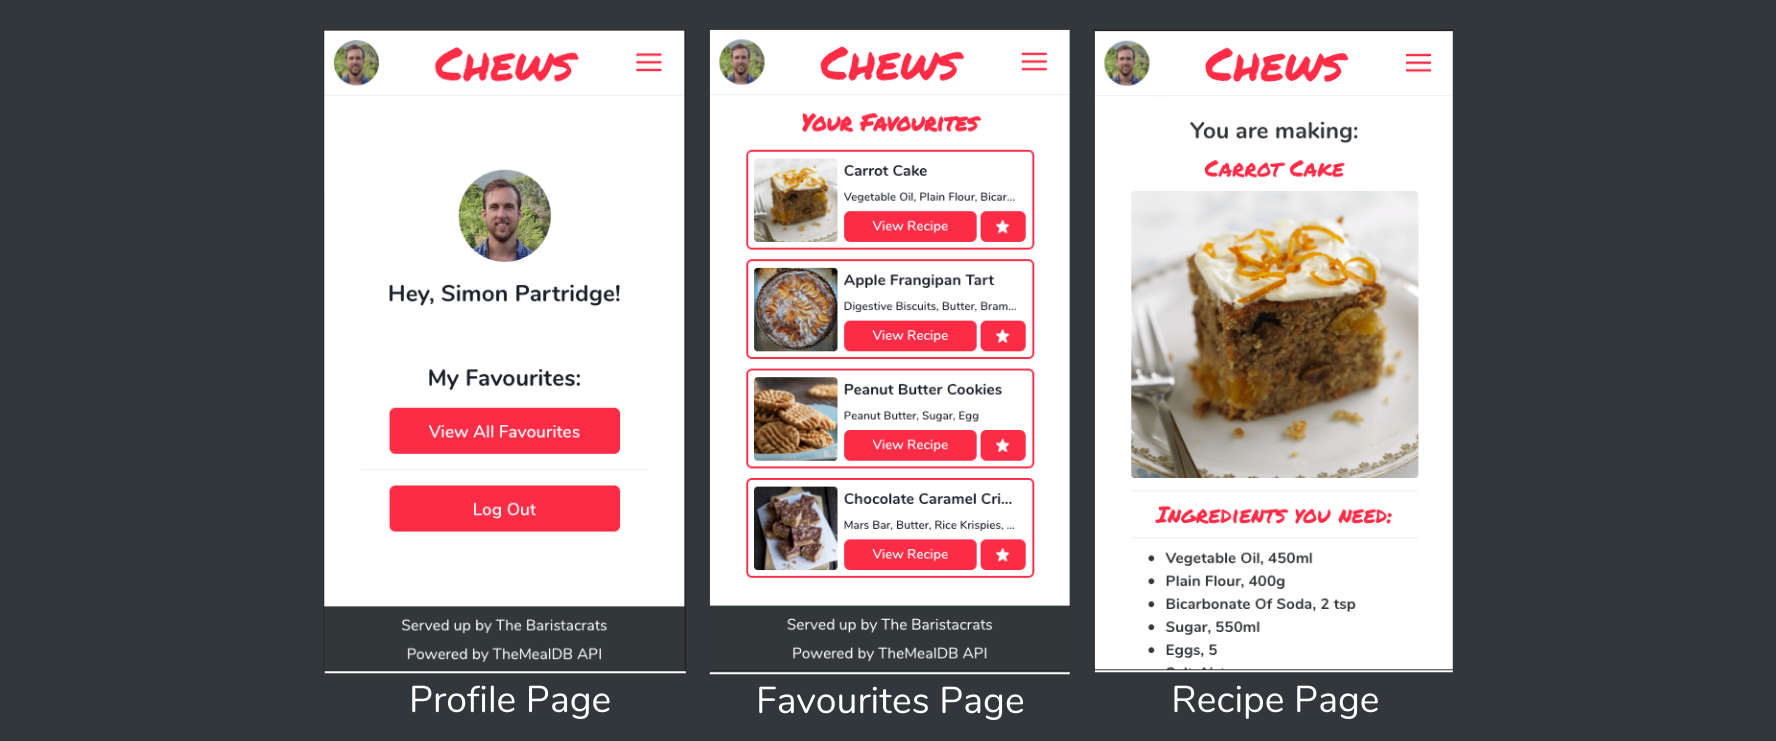 Chews
Hey, Simon Partridge!
My Favourites:
View All Favourites
Log Out
Served up by The Baristacrats
Powered by TheMealDB API
Profile Page
Chews
Your Favourites
Carrot Cake
Vegetable Oil, Plain Flour, Bicar...
View Recipe
Apple Frangipan Tart
Digestive Biscuits, Butter, Bram...
View Recipe
Peanut Butter Cookies
Peanut Butter, Sugar, Egg
View Recipe
Chocolate Caramel Cri...
Mars Bar, Butter, Rice Krispies, ...
View Recipe
Served up by The Baristacrats
Powered by TheMealDB API
Favourites Page
Chews
You are making:
Carrot Cake
Ingredients you need:
Vegetable Oil, 450ml
Plain Flour, 400g
Bicarbonate Of Soda, 2 tsp
Sugar, 550ml
Eggs, 5
Recipe Page